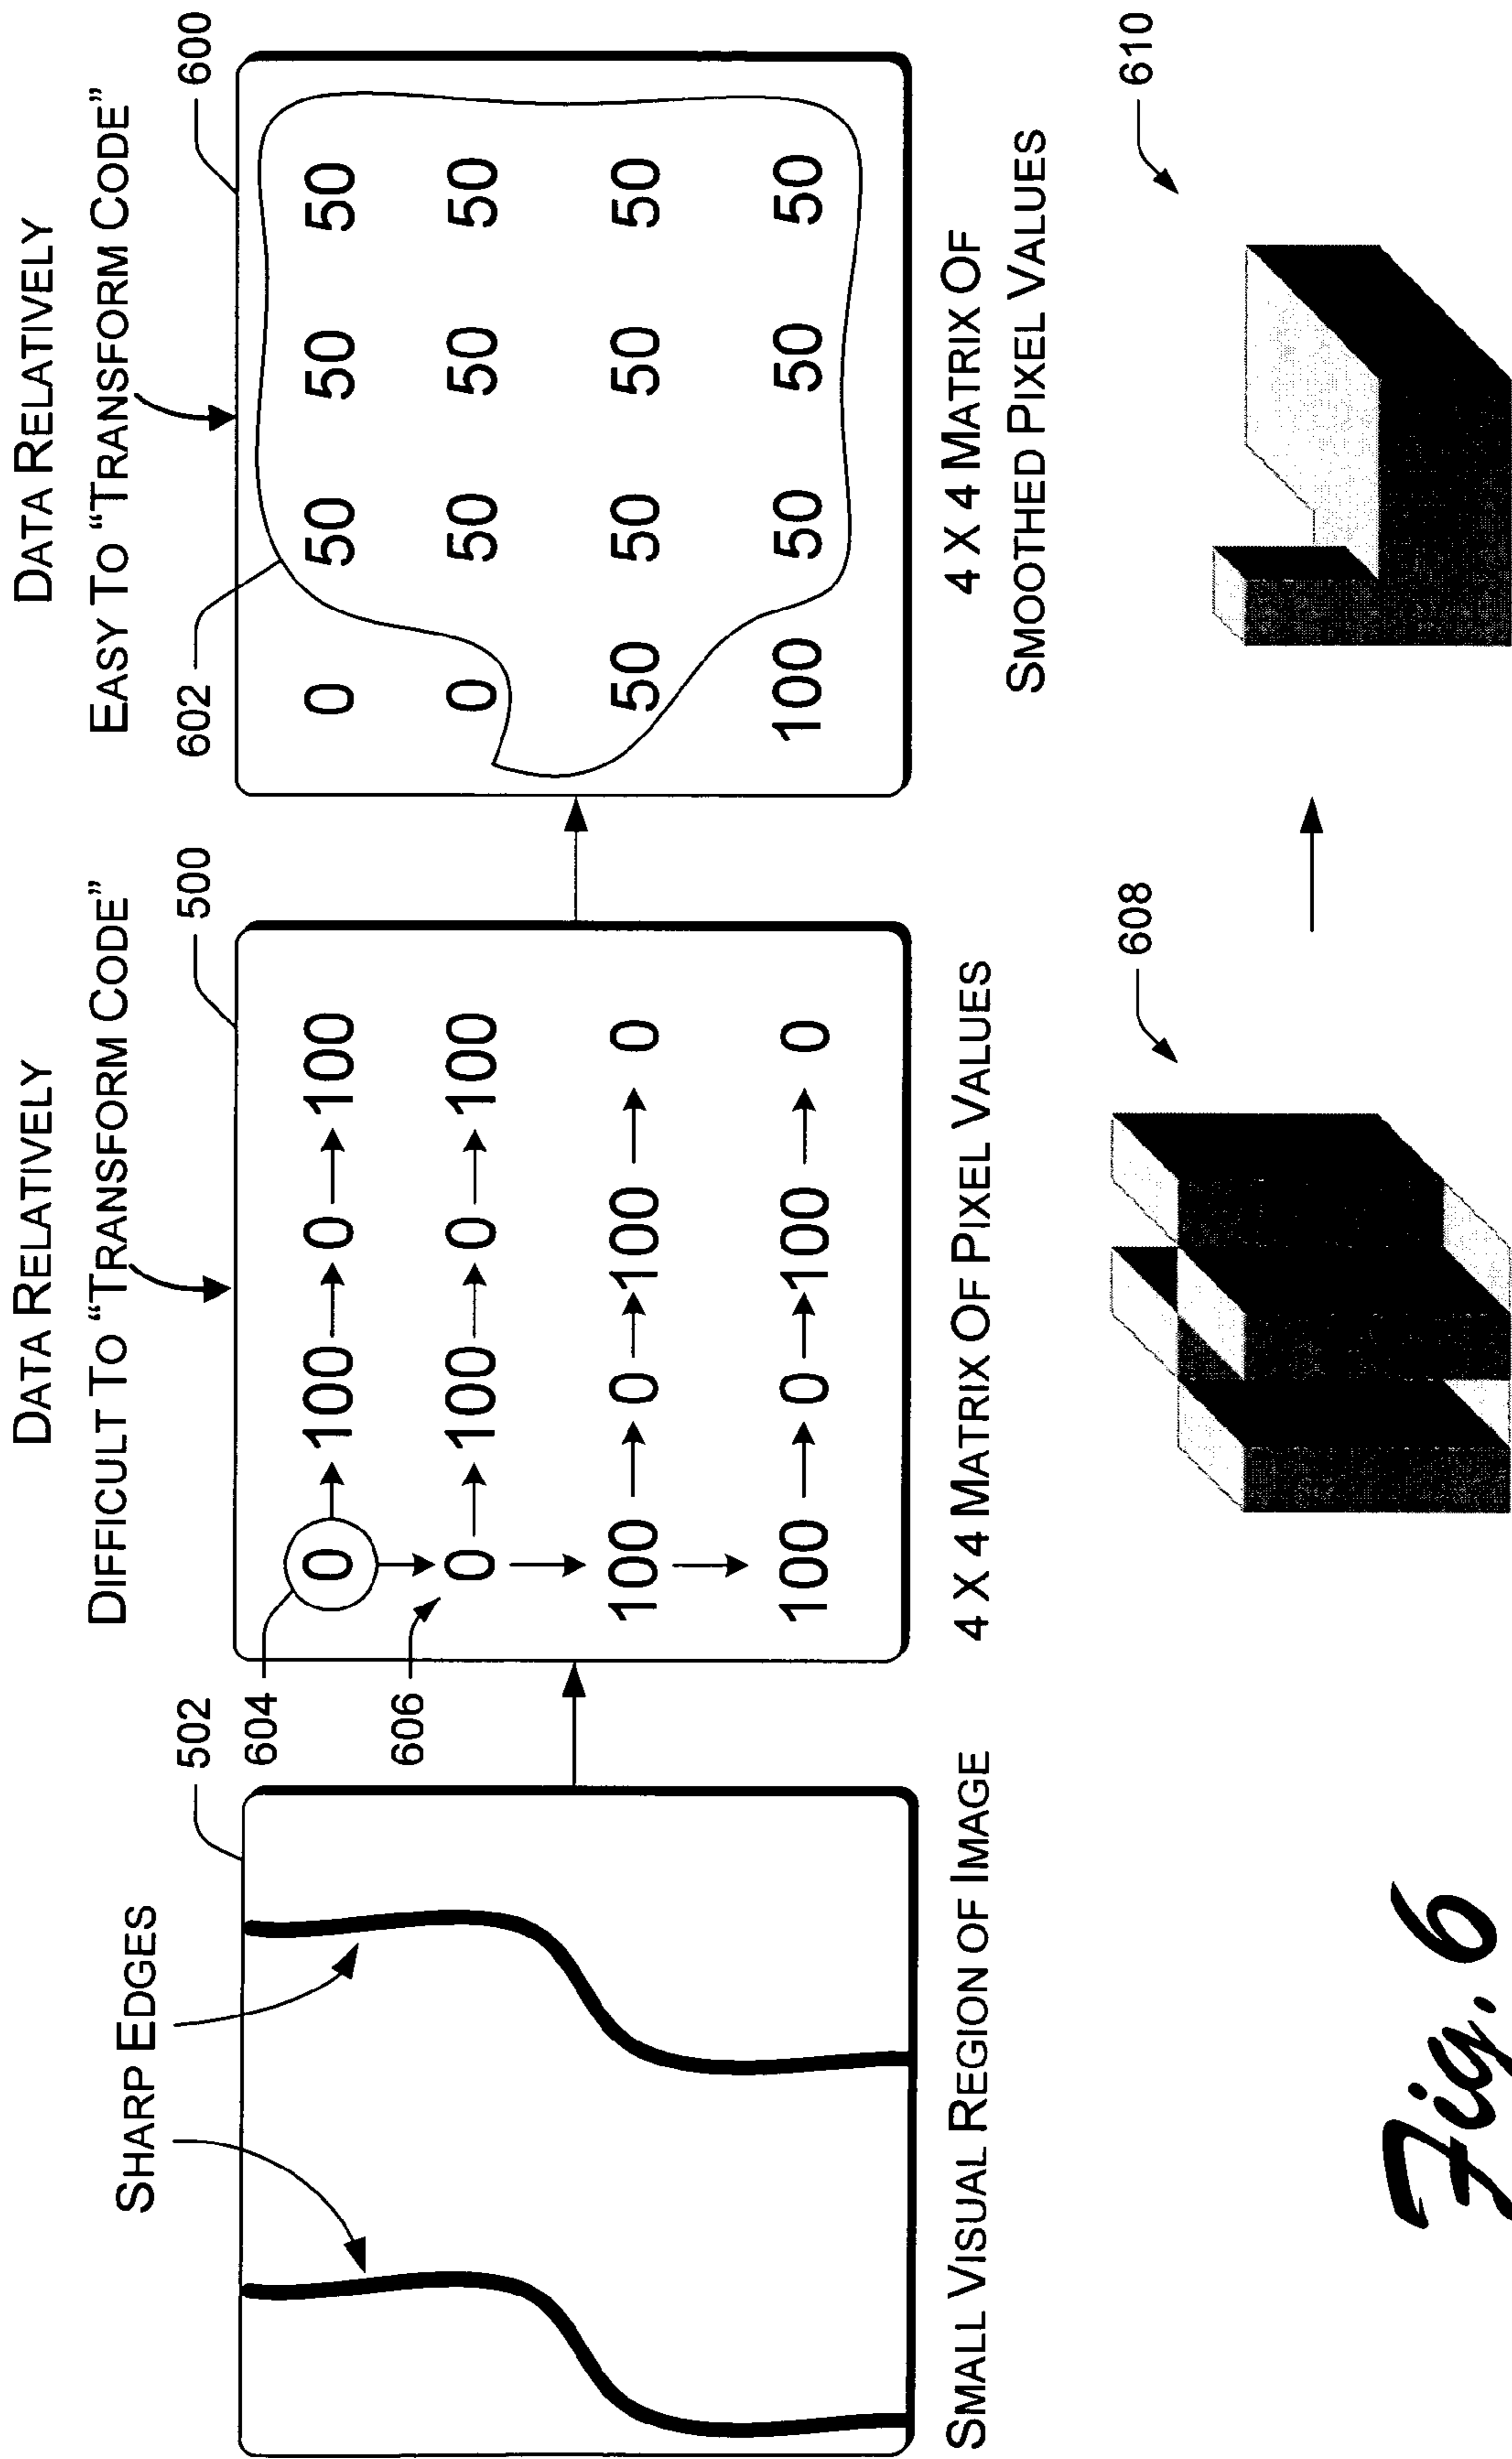 SHARP EDGES
502
SMALL VISUAL REGION OF IMAGE
DATA RELATIVELY
DIFFICULT TO “TRANSFORM CODE”
500
604
606
0 100 0 100
0 100 0 100
100 0 100 0
100 0 100 0
4 X 4 MATRIX OF PIXEL VALUES
DATA RELATIVELY
EASY TO “TRANSFORM CODE”
600
602
0 50 50 50
0 50 50 50
50 50 50 50
100 50 50 50
4 X 4 MATRIX OF
SMOOTHED PIXEL VALUES
608
610
Fig. 6